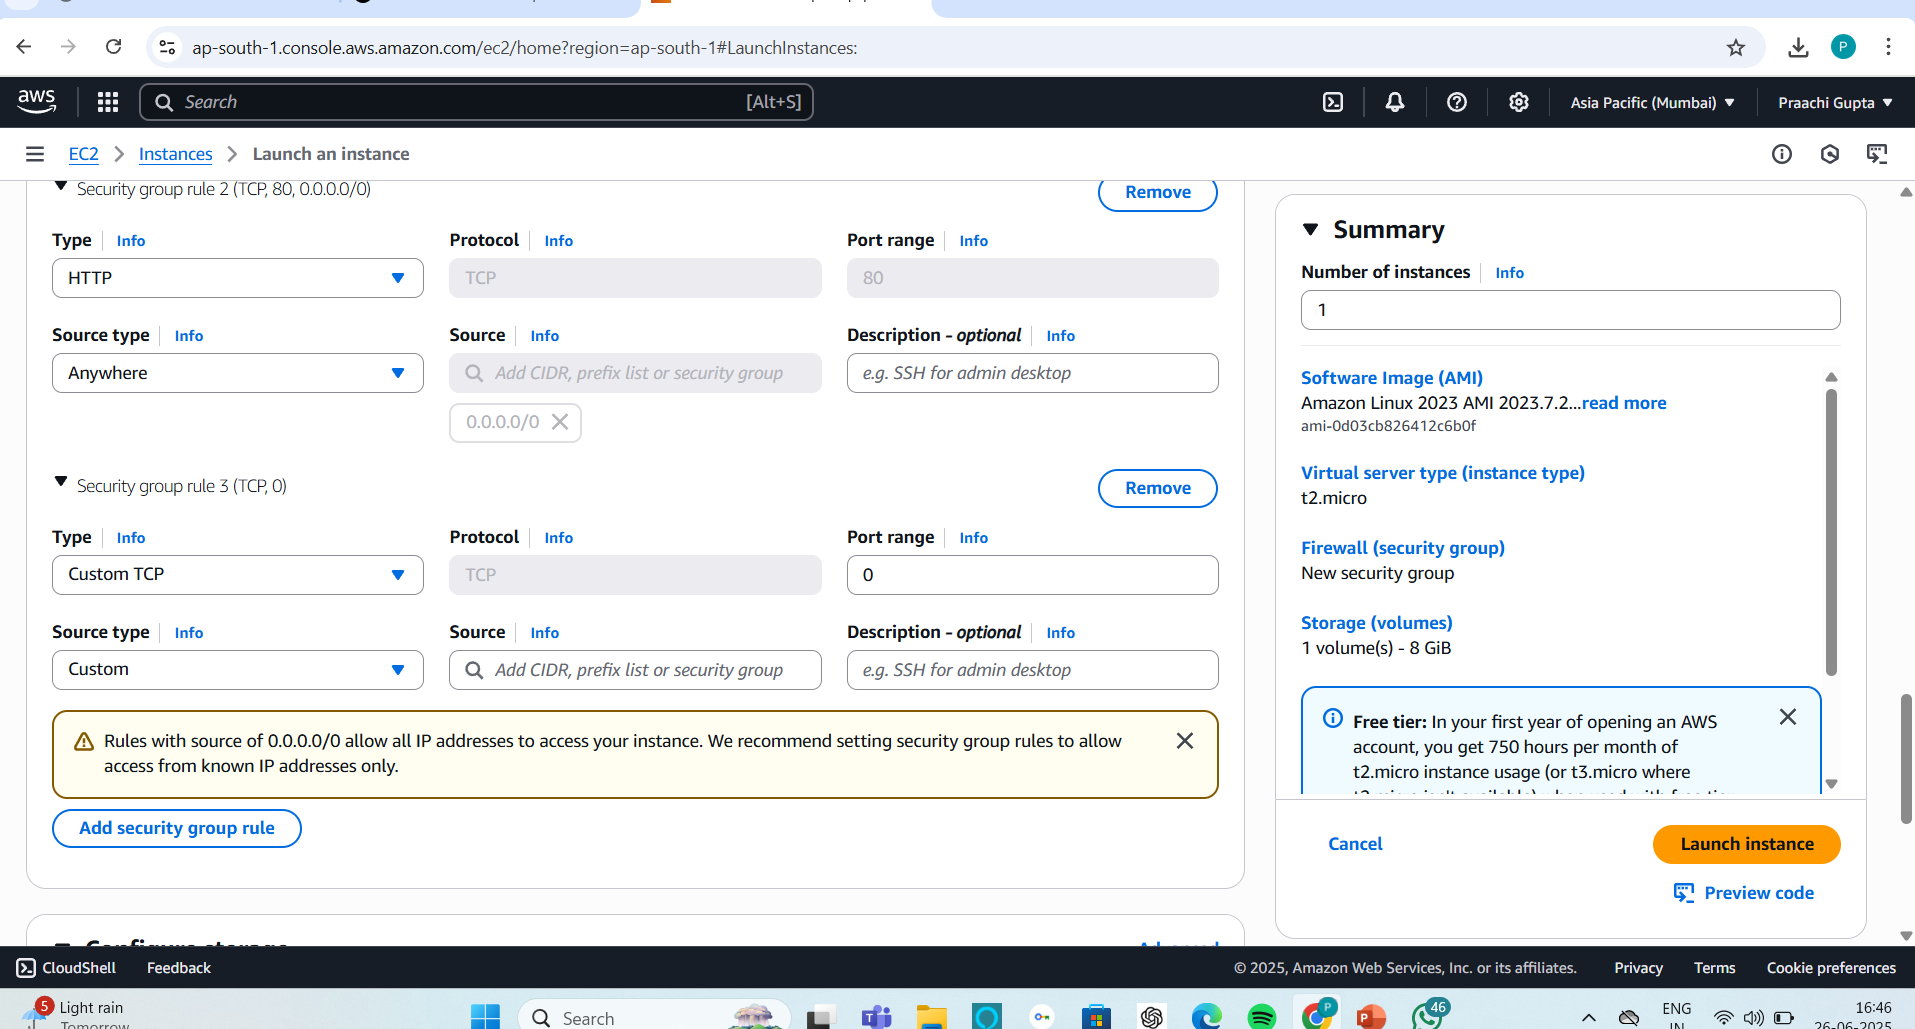 ap-south-1.console.aws.amazon.com/ec2/home?region=ap-south-1#LaunchInstances:
P
aws
Search
[Alt+S]
Asia Pacific (Mumbai)
Praachi Gupta
EC2
Instances
Launch an instance
Security group rule 2 (TCP, 80, 0.0.0.0/0)
Remove
Type Info
Protocol Info
Port range Info
HTTP
TCP
80
Source type Info
Source Info
Description - optional Info
Anywhere
Add CIDR, prefix list or security group
e.g. SSH for admin desktop
0.0.0.0/0
Security group rule 3 (TCP, 0)
Remove
Type Info
Protocol Info
Port range Info
Custom TCP
TCP
0
Source type Info
Source Info
Description - optional Info
Custom
Add CIDR, prefix list or security group
e.g. SSH for admin desktop
Rules with source of 0.0.0.0/0 allow all IP addresses to access your instance. We recommend setting security group rules to allow
access from known IP addresses only.
Add security group rule
Configure storage
Advanced
Summary
Number of instances Info
1
Software Image (AMI)
Amazon Linux 2023 AMI 2023.7.2...read more
ami-0d03cb826412c6b0f
Virtual server type (instance type)
t2.micro
Firewall (security group)
New security group
Storage (volumes)
1 volume(s) - 8 GiB
Free tier: In your first year of opening an AWS
account, you get 750 hours per month of
t2.micro instance usage (or t3.micro where
Cancel
Launch instance
Preview code
CloudShell
Feedback
© 2025, Amazon Web Services, Inc. or its affiliates.
Privacy
Terms
Cookie preferences
5
Light rain
Tomorrow
Search
P
46
ENG
IN
16:46
26-06-2025